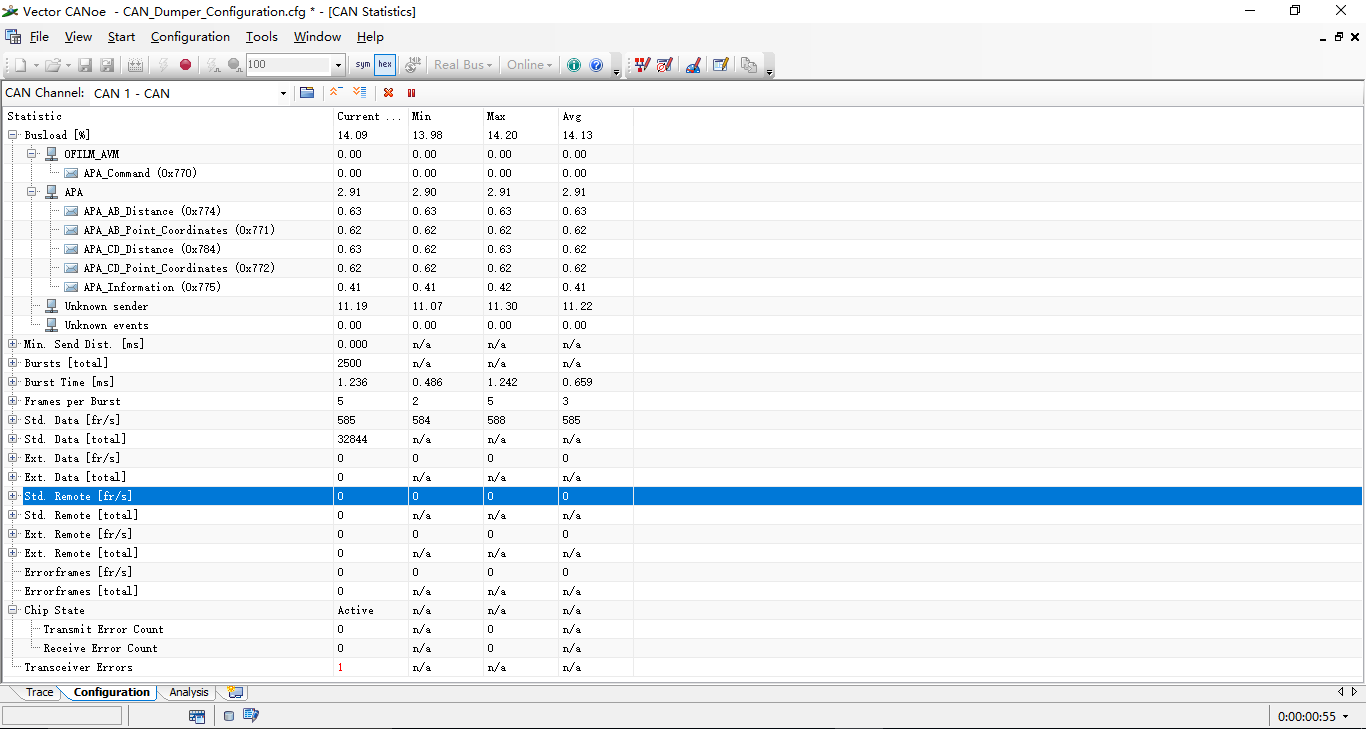 Vector CANoe - CAN_Dumper_Configuration.cfg * - [CAN Statistics]
File View Start Configuration Tools Window Help
100 sym hex Real Bus Online
CAN Channel: CAN 1 - CAN
Statistic Current ... Min Max Avg
Busload [%] 14.09 13.98 14.20 14.13
OFILM_AVM 0.00 0.00 0.00 0.00
APA_Command (0x770) 0.00 0.00 0.00 0.00
APA 2.91 2.90 2.91 2.91
APA_AB_Distance (0x774) 0.63 0.63 0.63 0.63
APA_AB_Point_Coordinates (0x771) 0.62 0.62 0.62 0.62
APA_CD_Distance (0x784) 0.63 0.62 0.63 0.62
APA_CD_Point_Coordinates (0x772) 0.62 0.62 0.62 0.62
APA_Information (0x775) 0.41 0.41 0.42 0.41
Unknown sender 11.19 11.07 11.30 11.22
Unknown events 0.00 0.00 0.00 0.00
Min. Send Dist. [ms] 0.000 n/a n/a n/a
Bursts [total] 2500 n/a n/a n/a
Burst Time [ms] 1.236 0.486 1.242 0.659
Frames per Burst 5 2 5 3
Std. Data [fr/s] 585 584 588 585
Std. Data [total] 32844 n/a n/a n/a
Ext. Data [fr/s] 0 0 0 0
Ext. Data [total] 0 n/a n/a n/a
Std. Remote [fr/s] 0 0 0 0
Std. Remote [total] 0 n/a n/a n/a
Ext. Remote [fr/s] 0 0 0 0
Ext. Remote [total] 0 n/a n/a n/a
Errorframes [fr/s] 0 0 0 0
Errorframes [total] 0 n/a n/a n/a
Chip State Active n/a n/a n/a
Transmit Error Count 0 n/a 0 n/a
Receive Error Count 0 n/a 0 n/a
Transceiver Errors 1 n/a n/a n/a
Trace Configuration Analysis
0:00:00:55